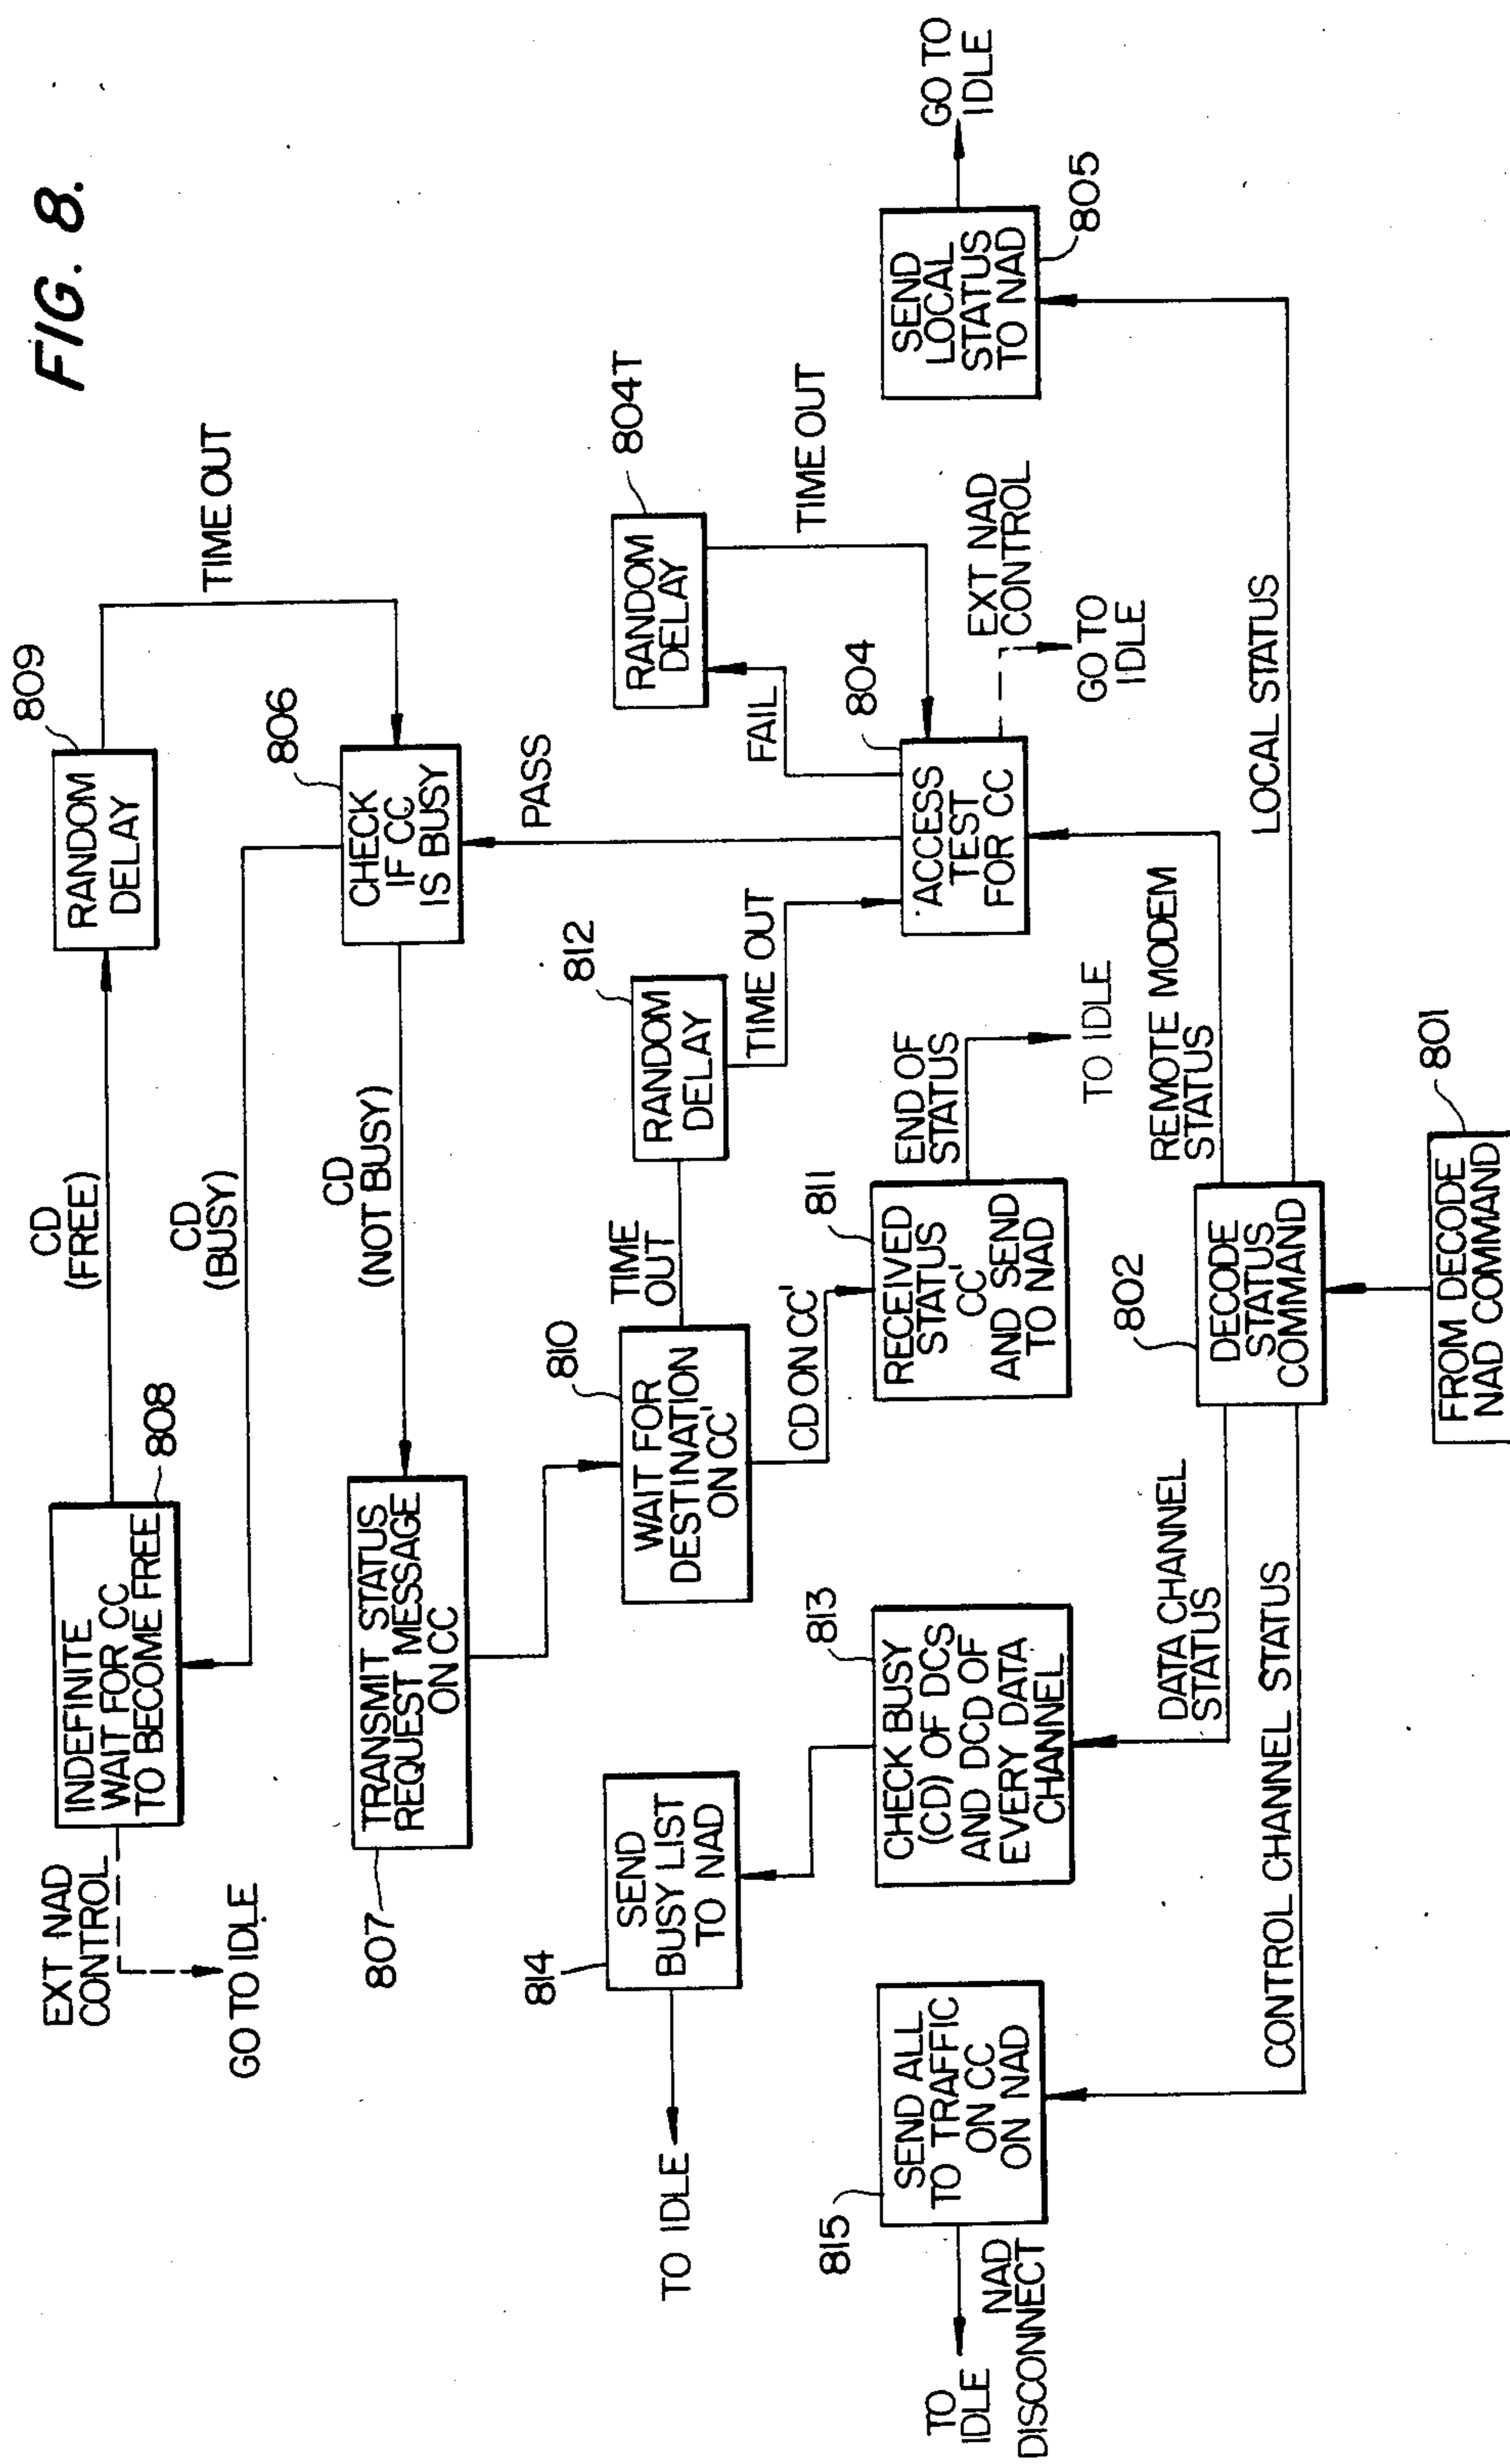 FIG. 8.
EXT NAD
CONTROL
GO TO IDLE
INDEFINITE
WAIT FOR CC
TO BECOME FREE
808
CD
(FREE)
RANDOM
DELAY
809
TIME OUT
CD
(BUSY)
CHECK
IF CC
IS BUSY
806
CD
(NOT BUSY)
TRANSMIT STATUS
REQUEST MESSAGE
ON CC
807
PASS
WAIT FOR
DESTINATION
ON CC'
810
TIME
OUT
RANDOM
DELAY
812
TIME OUT
RANDOM
DELAY
804T
TIME OUT
FAIL
ACCESS
TEST
FOR CC
804
EXT NAD
CONTROL
GO TO
IDLE
SEND
BUSY LIST
TO NAD
814
TO IDLE
CD ON CC'
RECEIVED
STATUS
CC'
AND SEND
TO NAD
811
END OF
STATUS
TO IDLE
SEND
LOCAL
STATUS
TO NAD
805
GO TO
IDLE
SEND ALL
TO TRAFFIC
ON CC
ON NAD
815
TO
IDLE
NAD
DISCONNECT
CHECK BUSY
(CD) OF DCS
AND DCD OF
EVERY DATA
CHANNEL
813
DATA CHANNEL
STATUS
CONTROL CHANNEL STATUS
DECODE
STATUS
COMMAND
802
REMOTE MODEM
STATUS
LOCAL STATUS
FROM DECODE
NAD COMMAND
801